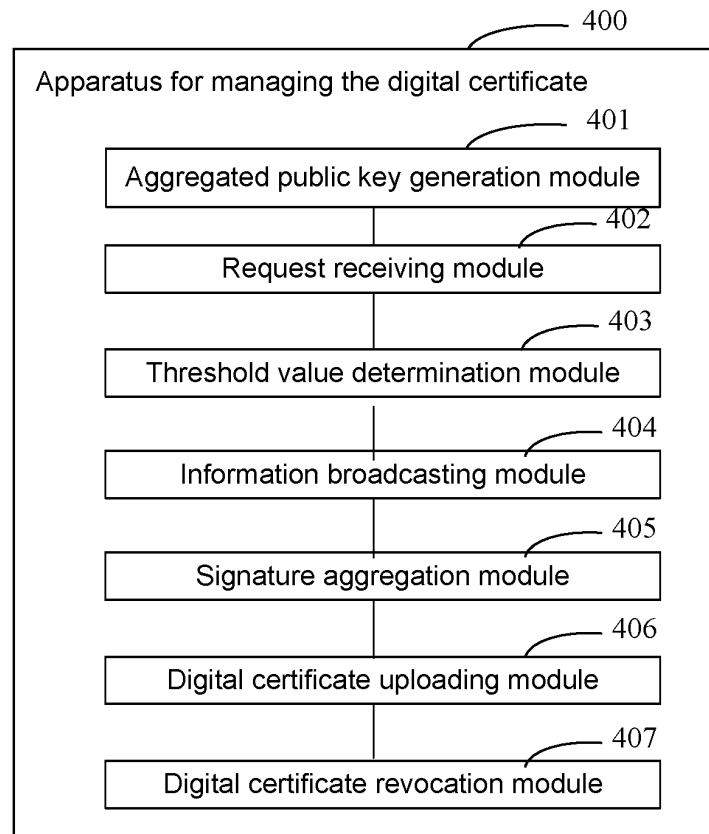 400
Apparatus for managing the digital certificate
401
Aggregated public key generation module
402
Request receiving module
403
Threshold value determination module
404
Information broadcasting module
405
Signature aggregation module
406
Digital certificate uploading module
407
Digital certificate revocation module